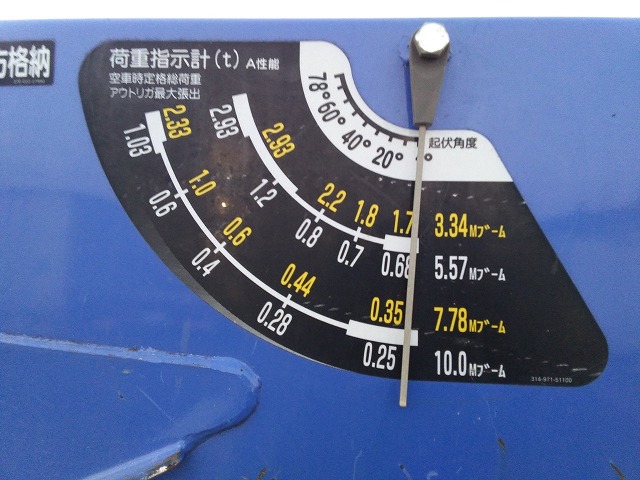 方格納
荷重指示計(t) A性能
空車時定格総荷重
アウトリガ最大張出
78° 60° 40° 20° 0°
起伏角度
2.93 1.2 0.8 0.7 0.68
2.93 2.2 1.8 1.7 3.34Mブーム
5.57Mブーム
2.33 1.0 0.6 0.44 0.35 7.78Mブーム
1.03 0.6 0.4 0.28 0.25 10.0Mブーム
314-971-51100